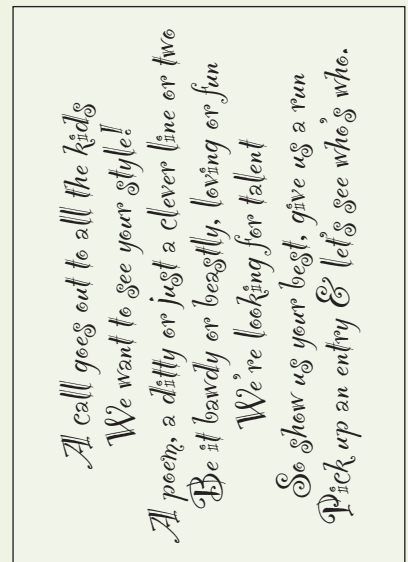 A call goes out to all the kids
We want to see your style!
A poem, a ditty or just a clever line or two
Be it bawdy or beastly, loving or fun
We're looking for talent
So show us your best, give us a run
Pick up an entry & let's see who's who.